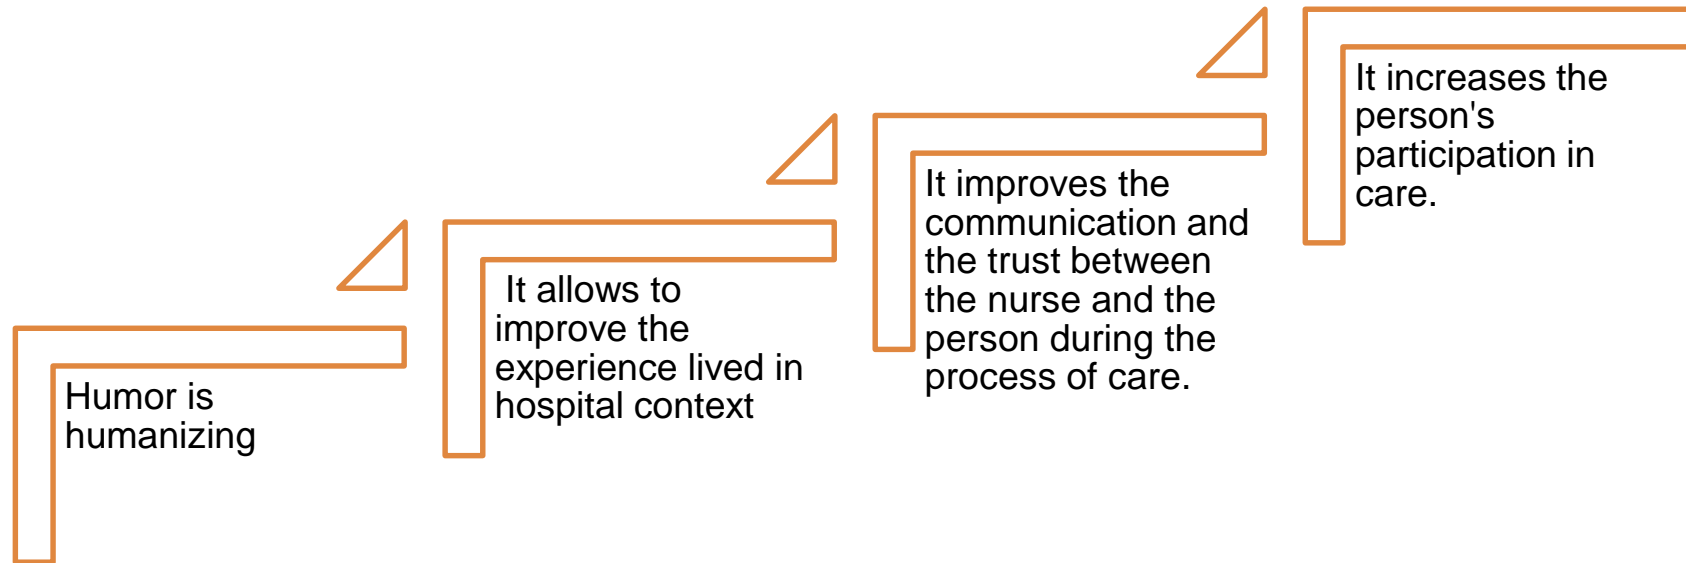 Humor is
humanizing
It allows to
improve the
experience lived in
hospital context
It improves the
communication and
the trust between
the nurse and the
person during the
process of care.
It increases the
person's
participation in
care.